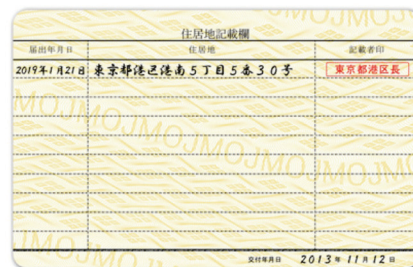 住居地記載欄
届出年月日 住居地 記載者印
2019年1月21日 東京都港区港南5丁目5番30号 東京都港区長
MOJMOJMOJMOJM
交付年月日 2013年11月12日